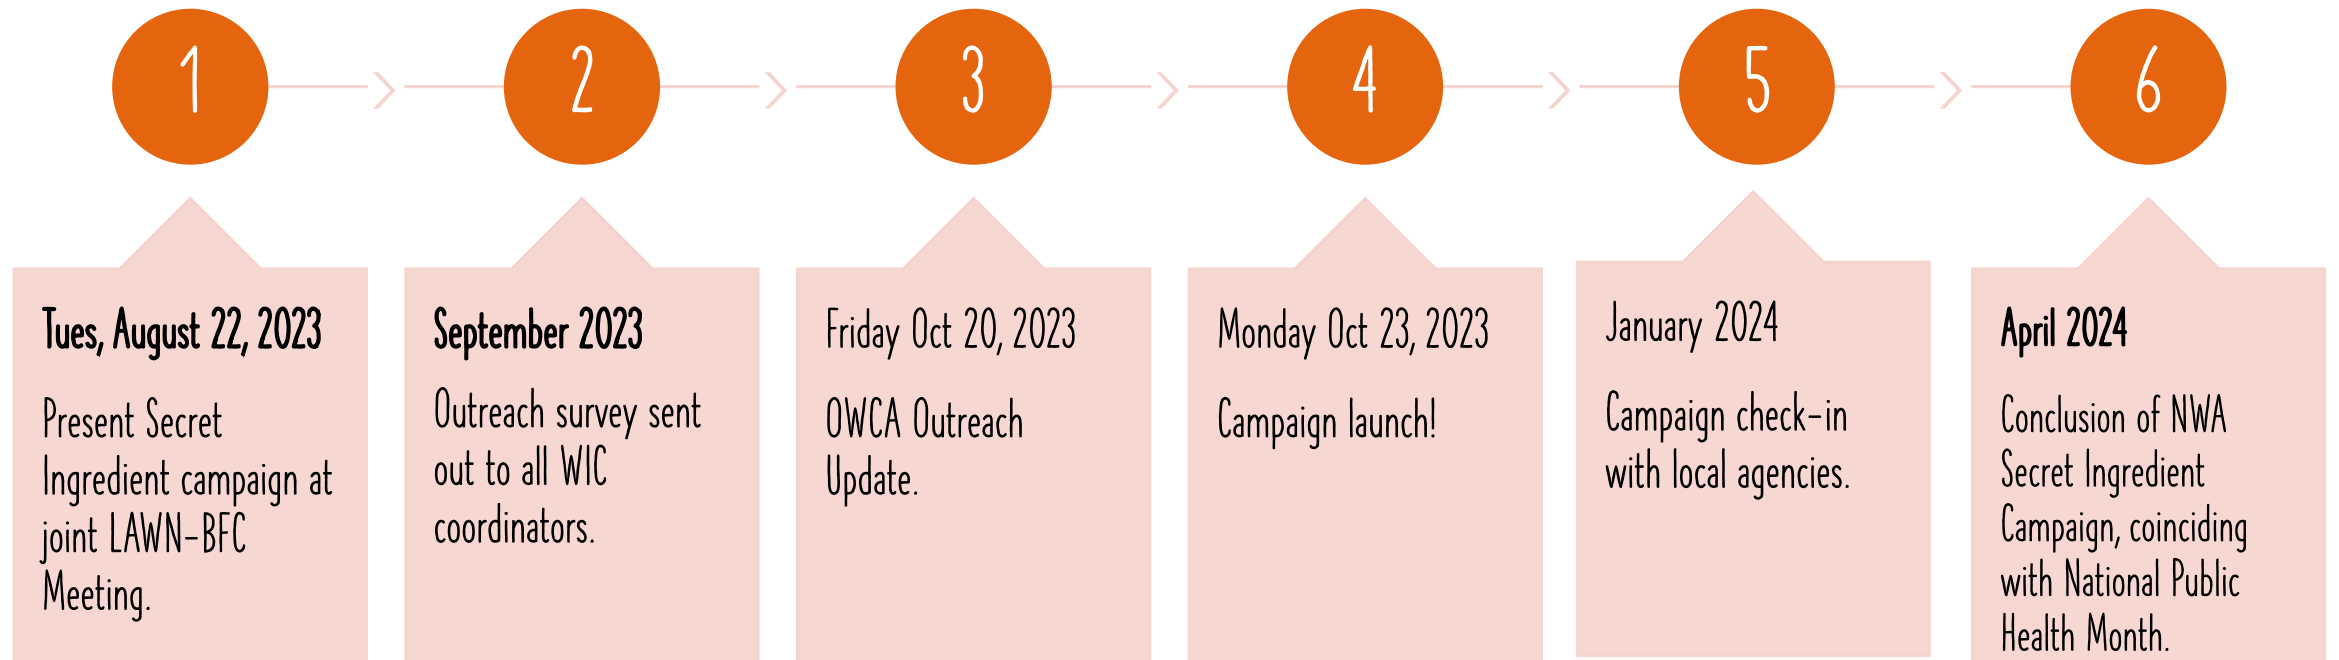 1
2
3
4
5
6
Tues, August 22, 2023
Present Secret
Ingredient campaign at
joint LAWN-BFC
Meeting.
September 2023
Outreach survey sent
out to all WIC
coordinators.
Friday Oct 20, 2023
OWCA Outreach
Update.
Monday Oct 23, 2023
Campaign launch!
January 2024
Campaign check-in
with local agencies.
April 2024
Conclusion of NWA
Secret Ingredient
Campaign, coinciding
with National Public
Health Month.